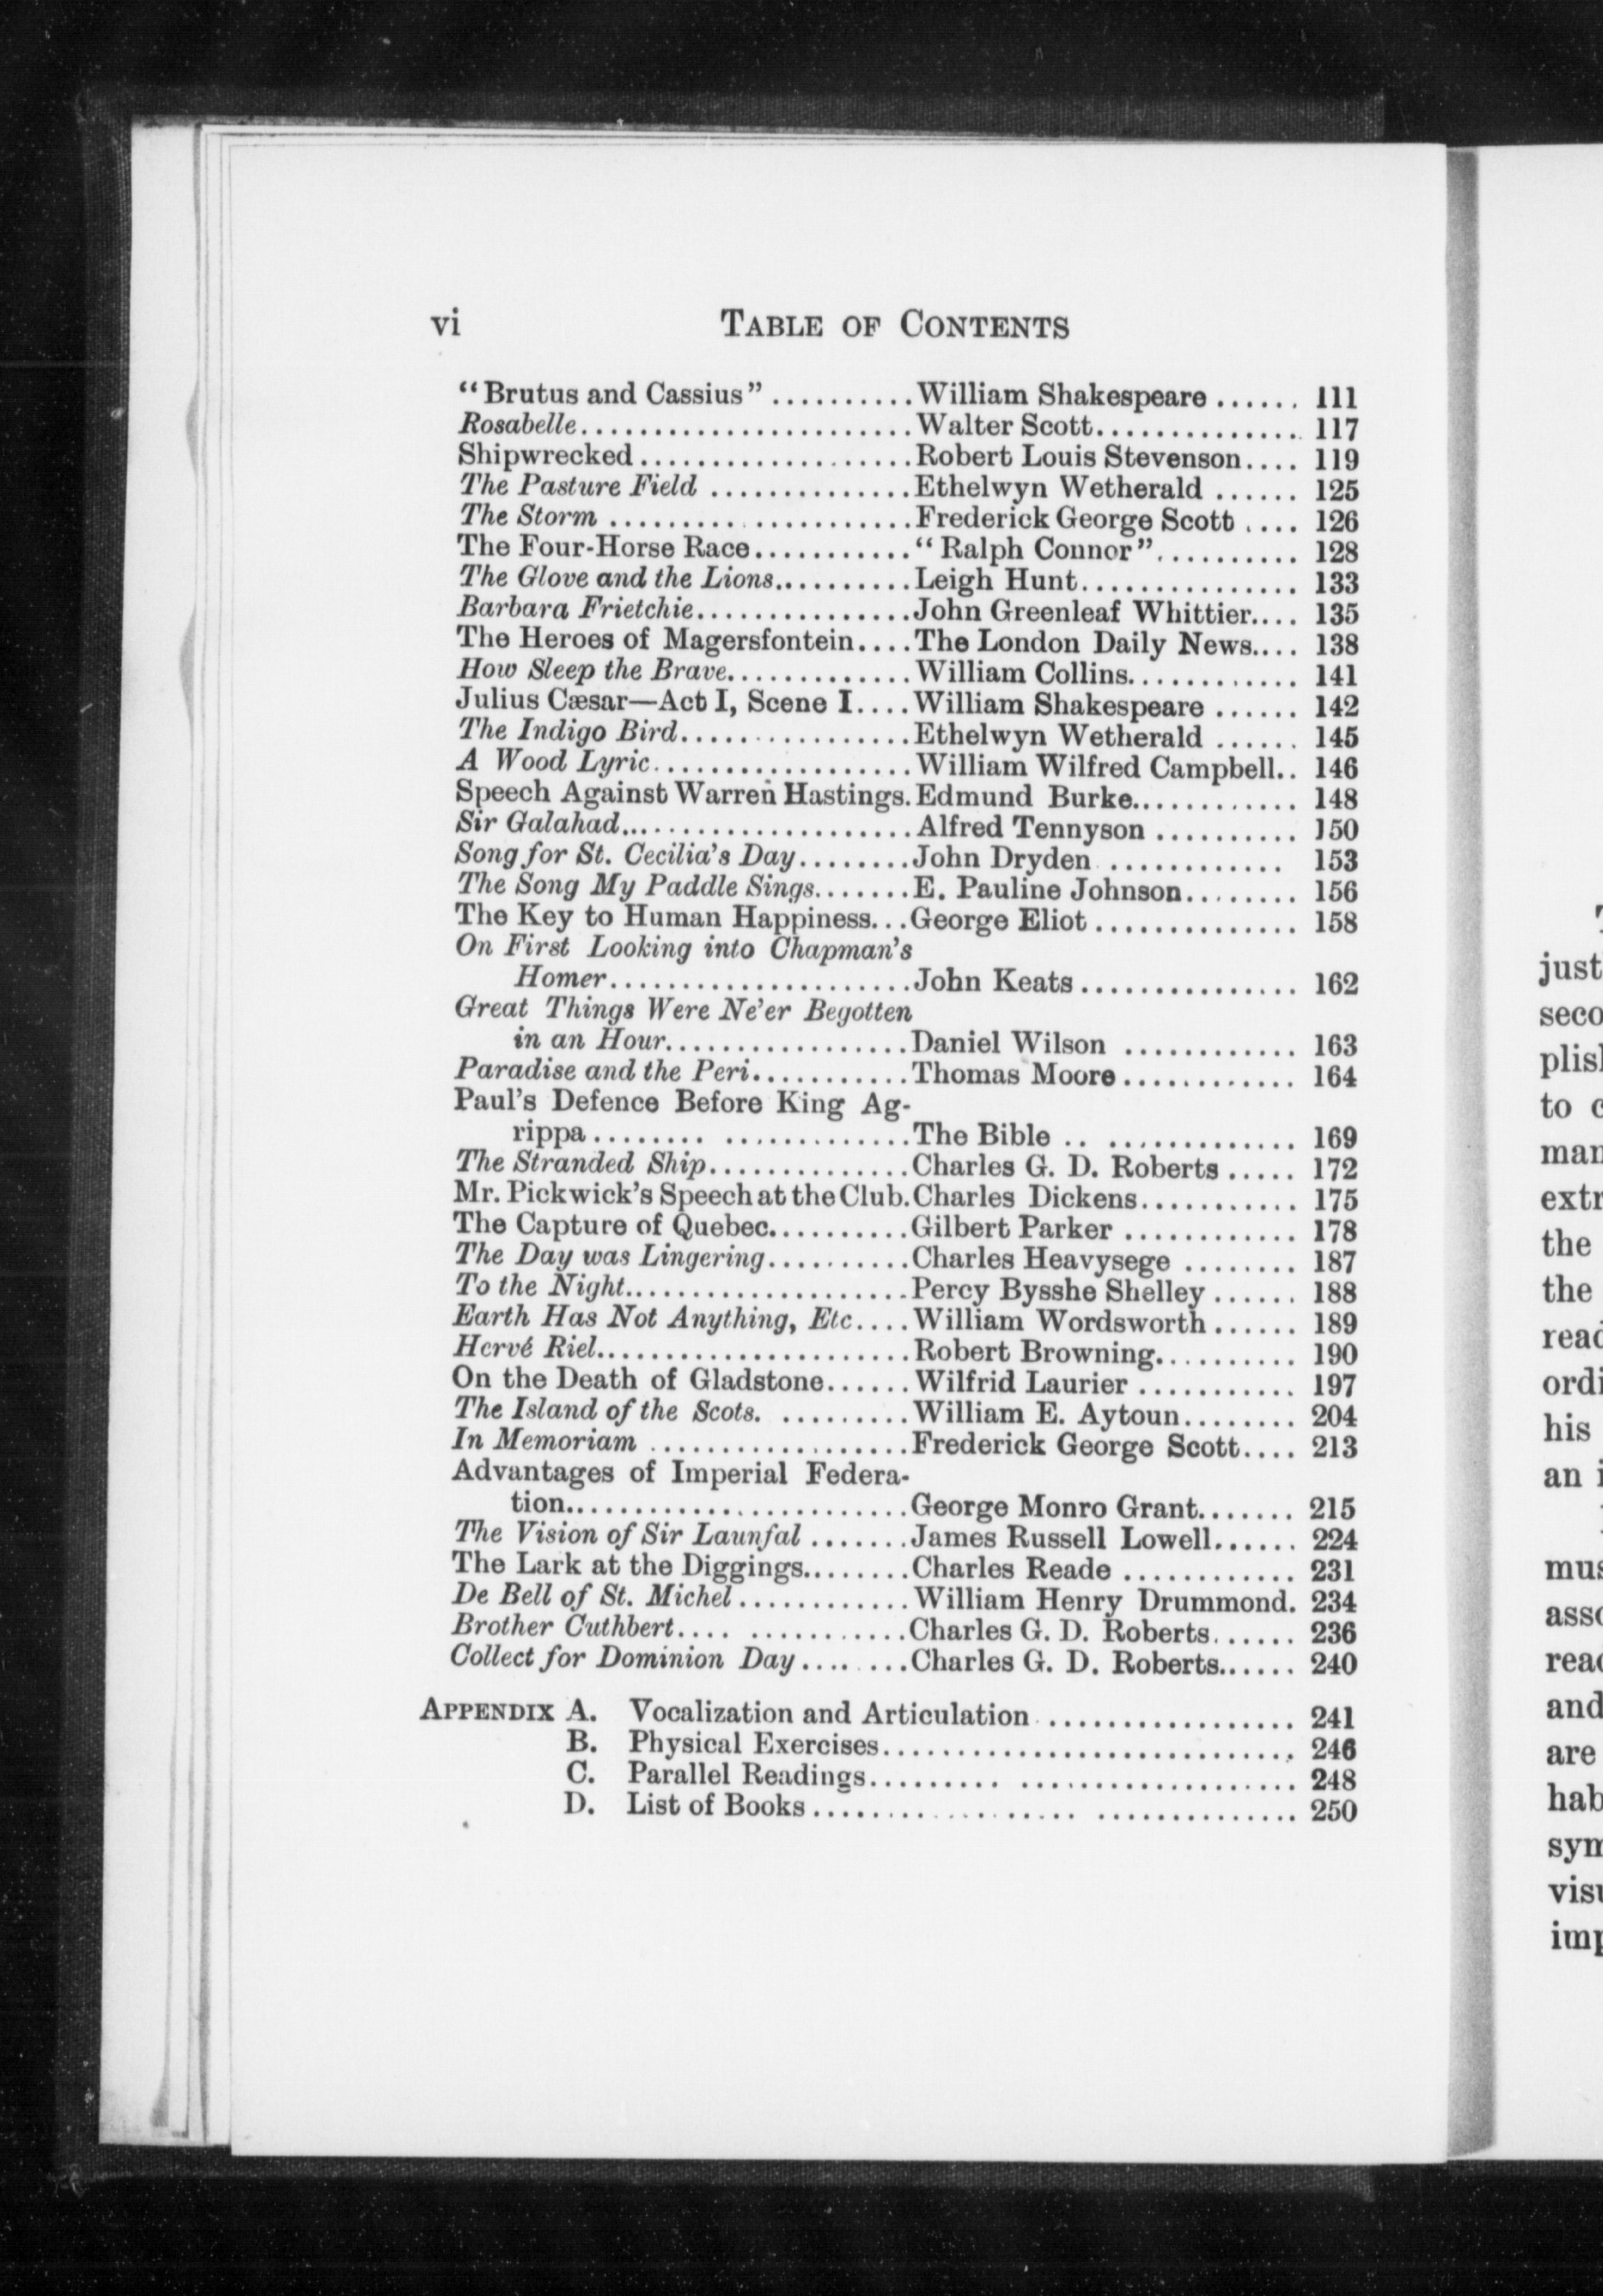 vi TABLE OF CONTENTS
"Brutus and Cassius" .......... William Shakespeare ...... 111
Rosabelle ....................... Walter Scott .............. 117
Shipwrecked ................... Robert Louis Stevenson.... 119
The Pasture Field .............. Ethelwyn Wetherald ...... 125
The Storm ..................... Frederick George Scott .... 126
The Four-Horse Race........... "Ralph Connor".......... 128
The Glove and the Lions.......... Leigh Hunt............... 133
Barbara Frietchie............... John Greenleaf Whittier.... 135
The Heroes of Magersfontein.... The London Daily News.... 138
How Sleep the Brave............. William Collins............ 141
Julius Cæsar—Act I, Scene I.... William Shakespeare ...... 142
The Indigo Bird................ Ethelwyn Wetherald ...... 145
A Wood Lyric.................. William Wilfred Campbell.. 146
Speech Against Warren Hastings. Edmund Burke............ 148
Sir Galahad.................... Alfred Tennyson .......... 150
Song for St. Cecilia's Day........ John Dryden ............. 153
The Song My Paddle Sings....... E. Pauline Johnson........ 156
The Key to Human Happiness... George Eliot .............. 158
On First Looking into Chapman's
Homer..................... John Keats ............... 162
Great Things Were Ne'er Begotten
in an Hour................. Daniel Wilson ............ 163
Paradise and the Peri........... Thomas Moore ............ 164
Paul's Defence Before King Ag-
rippa ........ ............. The Bible .. ............. 169
The Stranded Ship.............. Charles G. D. Roberts ..... 172
Mr. Pickwick's Speech at the Club. Charles Dickens........... 175
The Capture of Quebec.......... Gilbert Parker ............ 178
The Day was Lingering.......... Charles Heavysege ........ 187
To the Night.................... Percy Bysshe Shelley ...... 188
Earth Has Not Anything, Etc.... William Wordsworth ...... 189
Hervé Riel...................... Robert Browning.......... 190
On the Death of Gladstone...... Wilfrid Laurier ........... 197
The Island of the Scots. ......... William E. Aytoun........ 204
In Memoriam .................. Frederick George Scott.... 213
Advantages of Imperial Federa-
tion........................ George Monro Grant....... 215
The Vision of Sir Launfal ....... James Russell Lowell...... 224
The Lark at the Diggings........ Charles Reade ............ 231
De Bell of St. Michel ............ William Henry Drummond. 234
Brother Cuthbert.... ........... Charles G. D. Roberts...... 236
Collect for Dominion Day ........ Charles G. D. Roberts...... 240
APPENDIX A. Vocalization and Articulation .................. 241
B. Physical Exercises............................. 246
C. Parallel Readings......... ................... 248
D. List of Books ................... .............. 250
just
seco
plis
to c
man
extr
the
the
read
ordi
his
an i
mus
asso
read
and
are
hab
sym
visu
imp